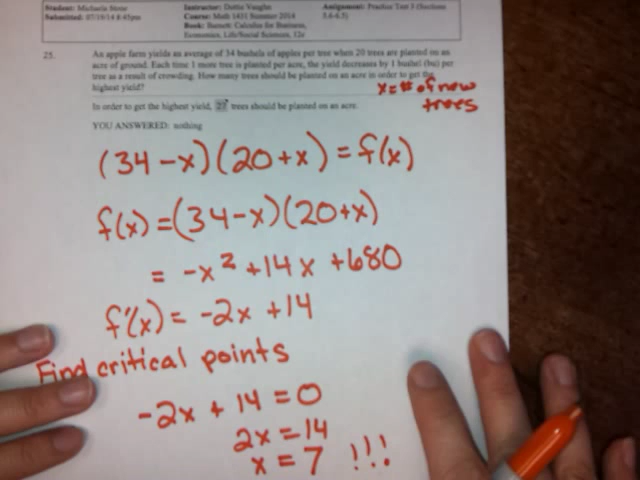 Student: Michaela Stone
Submitted: 07/16/14 8:45pm
Instructor: Dottie Vaughn
Course: Math 1431 Summer 2014
Book: Barnett: Calculus for Business,
Economics, Life/Social Sciences, 12e
Assignment: Practice Test 3 (Sections
5.6-6.5)
25. An apple farm yields an average of 34 bushels of apples per tree when 20 trees are planted on an
acre of ground. Each time 1 more tree is planted per acre, the yield decreases by 1 bushel (bu) per
tree as a result of crowding. How many trees should be planted on an acre in order to get the
highest yield?
x = # of new
trees
In order to get the highest yield, 27 trees should be planted on an acre.
YOU ANSWERED: nothing
(34-x)(20+x) = f(x)
f(x) = (34-x)(20+x)
= -x² + 14x + 680
f'(x) = -2x + 14
Find critical points
-2x + 14 = 0
2x = 14
x = 7 !!!